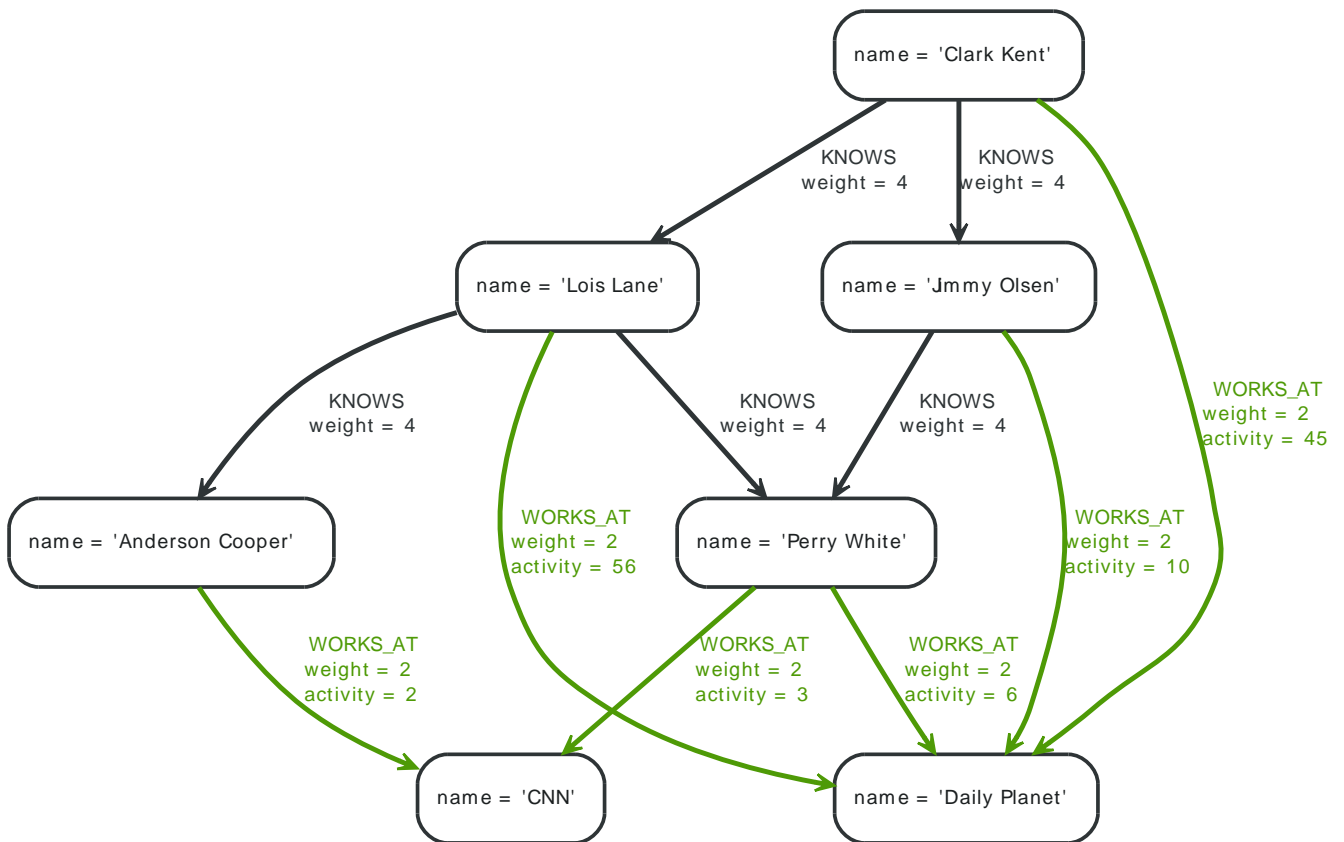 name = 'Clark Kent'
KNOWS
weight = 4
KNOWS
weight = 4
name = 'Lois Lane'
name = 'Jimmy Olsen'
KNOWS
weight = 4
KNOWS
weight = 4
KNOWS
weight = 4
WORKS_AT
weight = 2
activity = 45
name = 'Anderson Cooper'
WORKS_AT
weight = 2
activity = 56
name = 'Perry White'
WORKS_AT
weight = 2
activity = 10
WORKS_AT
weight = 2
activity = 2
WORKS_AT
weight = 2
activity = 3
WORKS_AT
weight = 2
activity = 6
name = 'CNN'
name = 'Daily Planet'